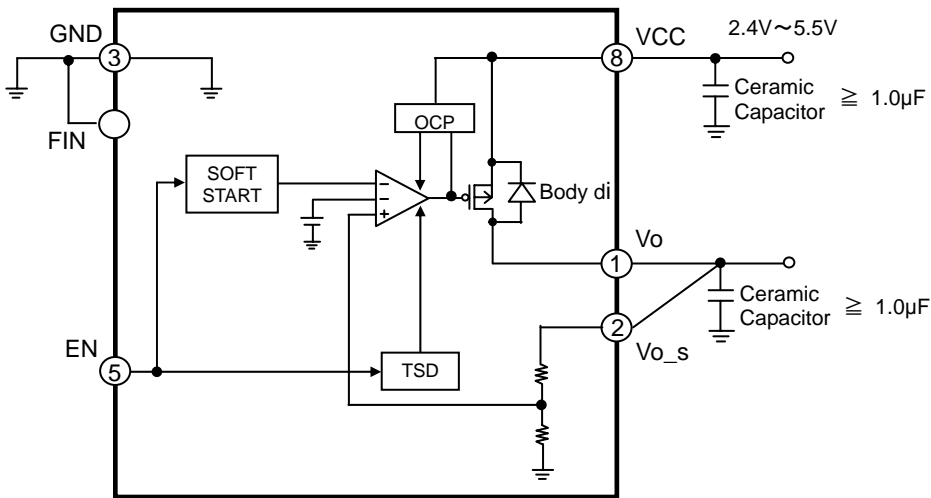 GND
3
FIN
VCC
8
2.4V～5.5V
Ceramic
Capacitor
≧ 1.0µF
OCP
SOFT
START
−
−
+
Body di
Vo
1
Ceramic
Capacitor
≧ 1.0µF
2
Vo_s
EN
5
TSD